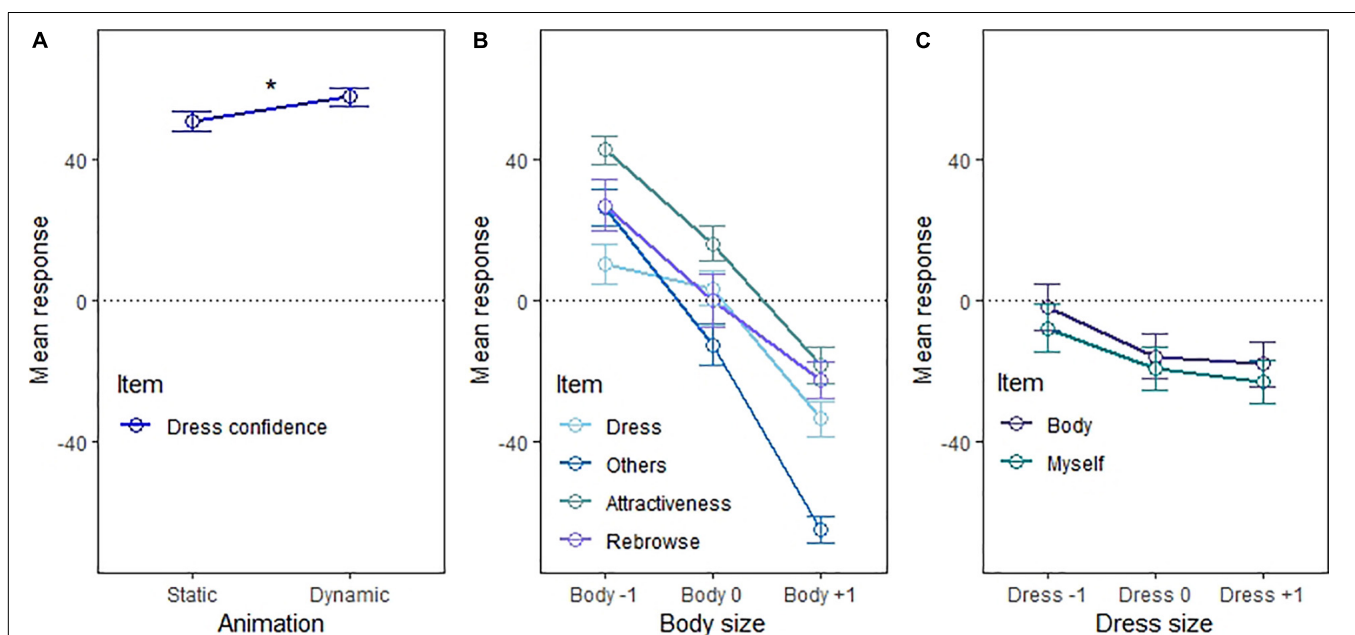 A
Mean response
40
0
-40
*
Item
Dress confidence
Static
Dynamic
Animation
B
Mean response
40
0
-40
Item
Dress
Others
Attractiveness
Rebrowse
Body -1
Body 0
Body +1
Body size
C
Mean response
40
0
-40
Item
Body
Myself
Dress -1
Dress 0
Dress +1
Dress size